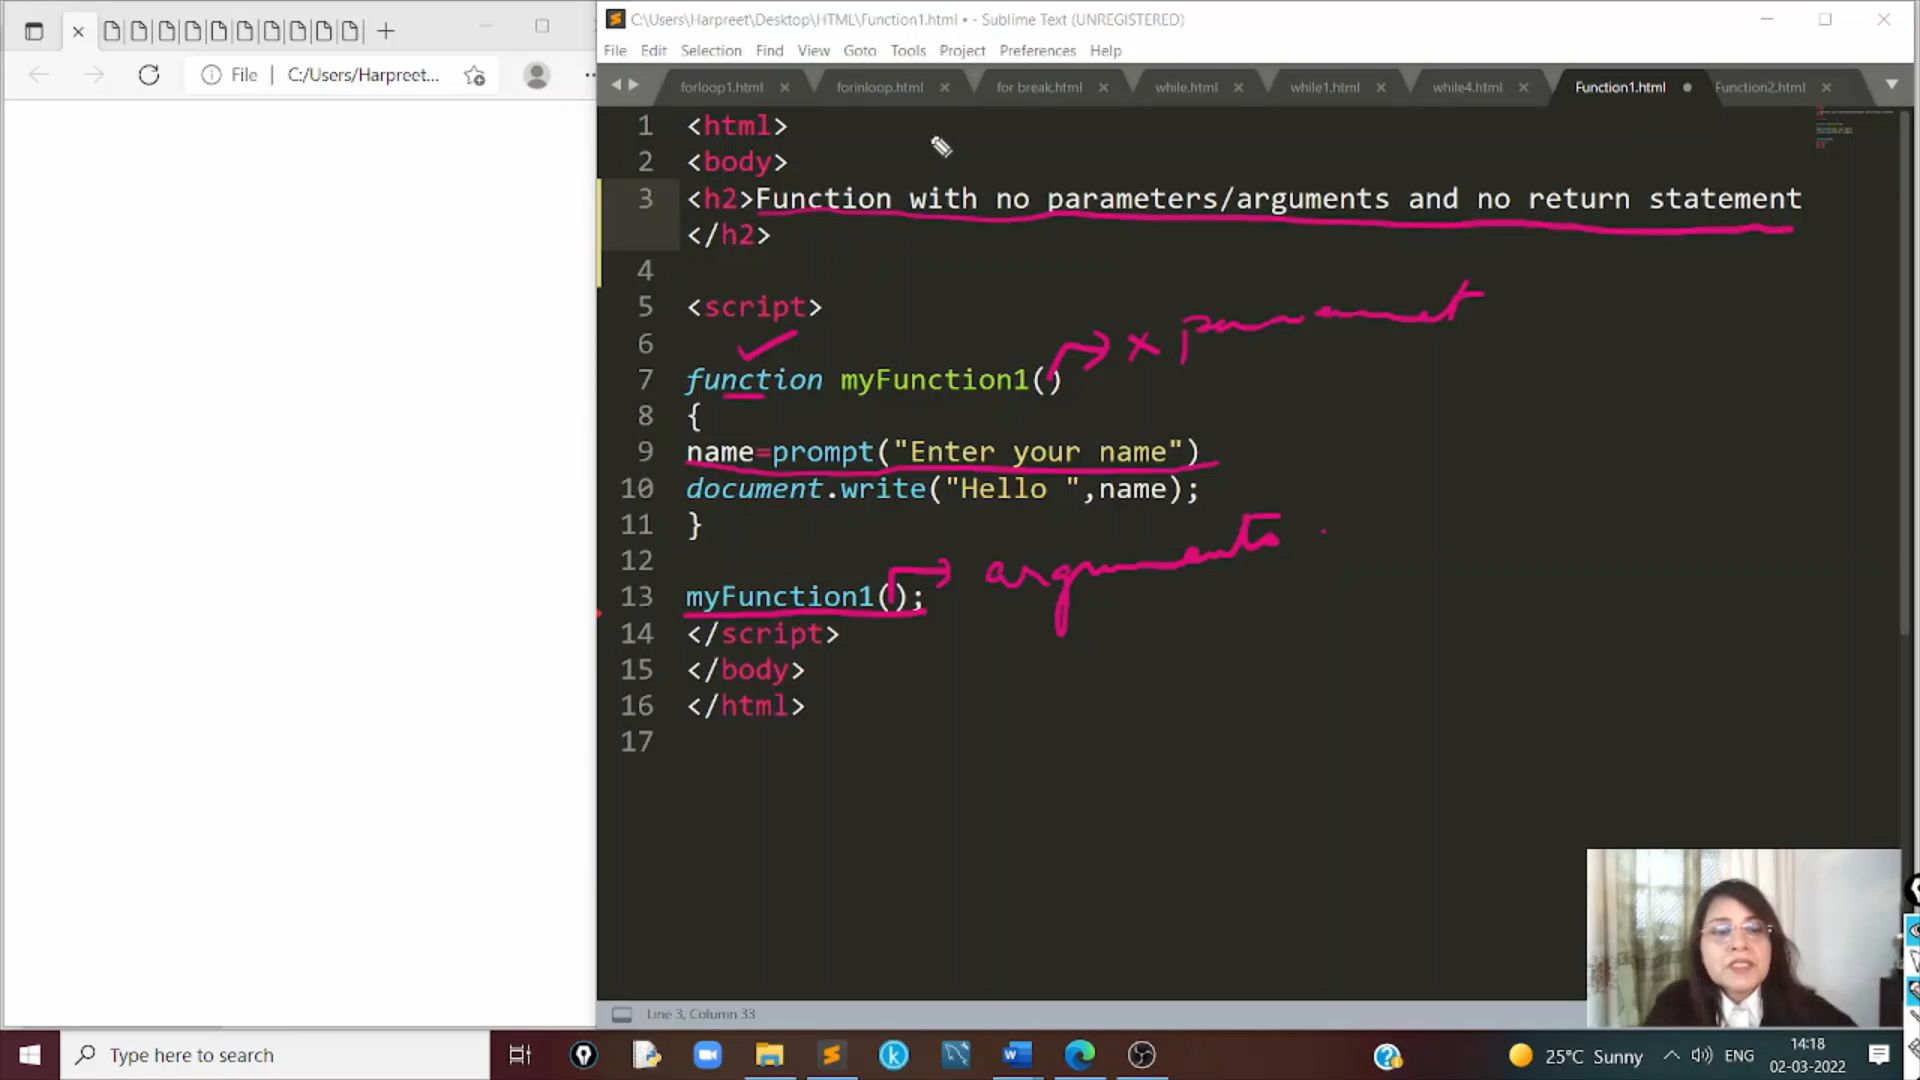 C:\Users\Harpreet\Desktop\HTML\Function1.html • - Sublime Text (UNREGISTERED)
File Edit Selection Find View Goto Tools Project Preferences Help
File | C:/Users/Harpreet...
forloop1.html forinloop.html for break.html while.html while1.html while4.html Function1.html Function2.html
1 <html>
2 <body>
3 <h2>Function with no parameters/arguments and no return statement
</h2>
4
5 <script>
6
x
7 function myFunction1()
8 {
9 name=prompt("Enter your name")
10 document.write("Hello ",name);
11 }
12
arguments
13 myFunction1();
14 </script>
15 </body>
16 </html>
17
Line 3, Column 33
Type here to search
25°C Sunny
ENG
14:18
02-03-2022